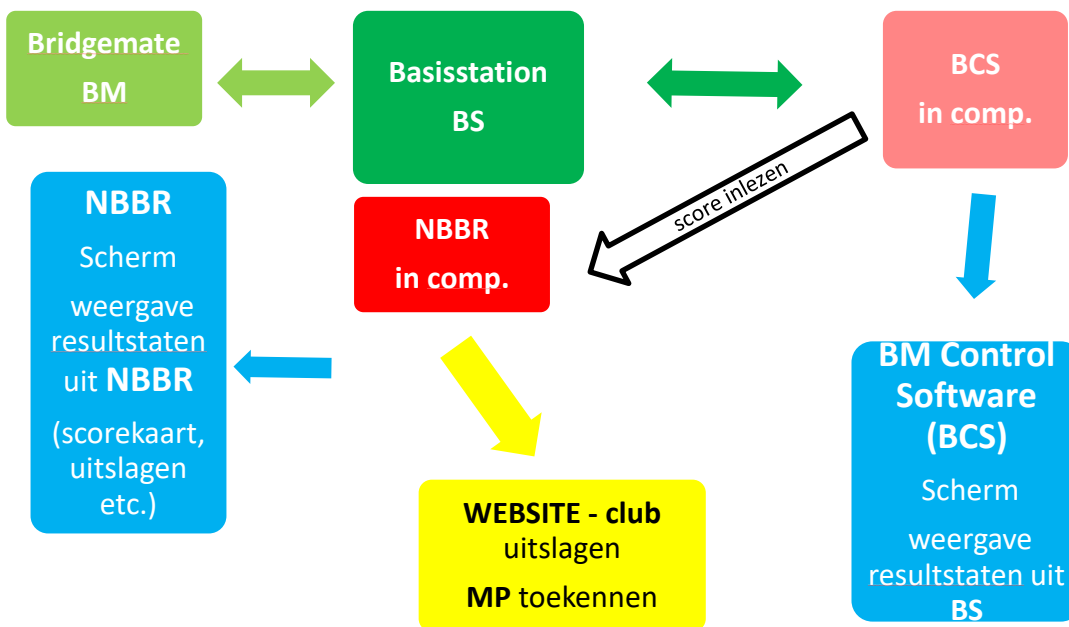 Bridgemate
BM
Basisstation
BS
BCS
in comp.
score inlezen
NBBR
in comp.
NBBR
Scherm
weergave
resultstaten
uit NBBR
(scorekaart,
uitslagen
etc.)
WEBSITE - club
uitslagen
MP toekennen
BM Control
Software
(BCS)
Scherm
weergave
resultstaten uit
BS